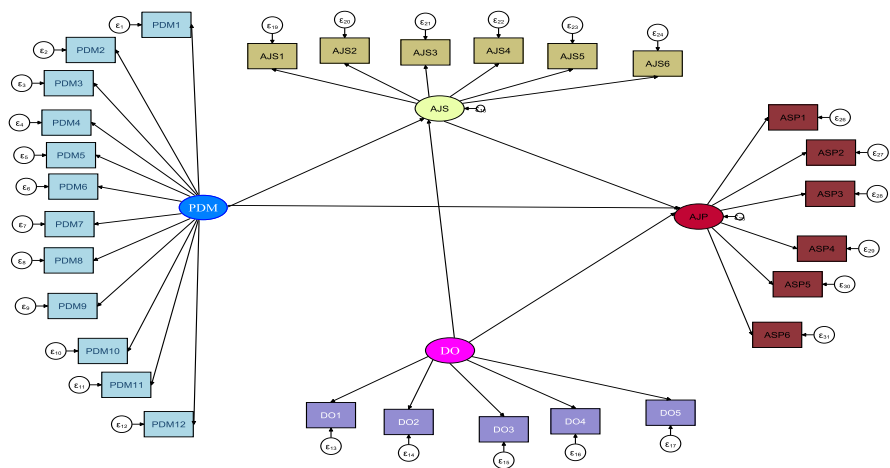 ε₁
PDM1
ε₂
PDM2
ε₃
PDM3
ε₄
PDM4
ε₅
PDM5
ε₆
PDM6
ε₇
PDM7
ε₈
PDM8
ε₉
PDM9
ε₁₀
PDM10
ε₁₁
PDM11
ε₁₂
PDM12
PDM
ε₁₉
ε₂₀
ε₂₁
ε₂₂
ε₂₃
ε₂₄
AJS1
AJS2
AJS3
AJS4
AJS5
AJS6
AJS
AJP
ASP1
ε₂₆
ASP2
ε₂₇
ASP3
ε₂₈
ASP4
ε₂₉
ASP5
ε₃₀
ASP6
ε₃₁
DO
DO1
DO2
DO3
DO4
DO5
ε₁₃
ε₁₄
ε₁₅
ε₁₆
ε₁₇